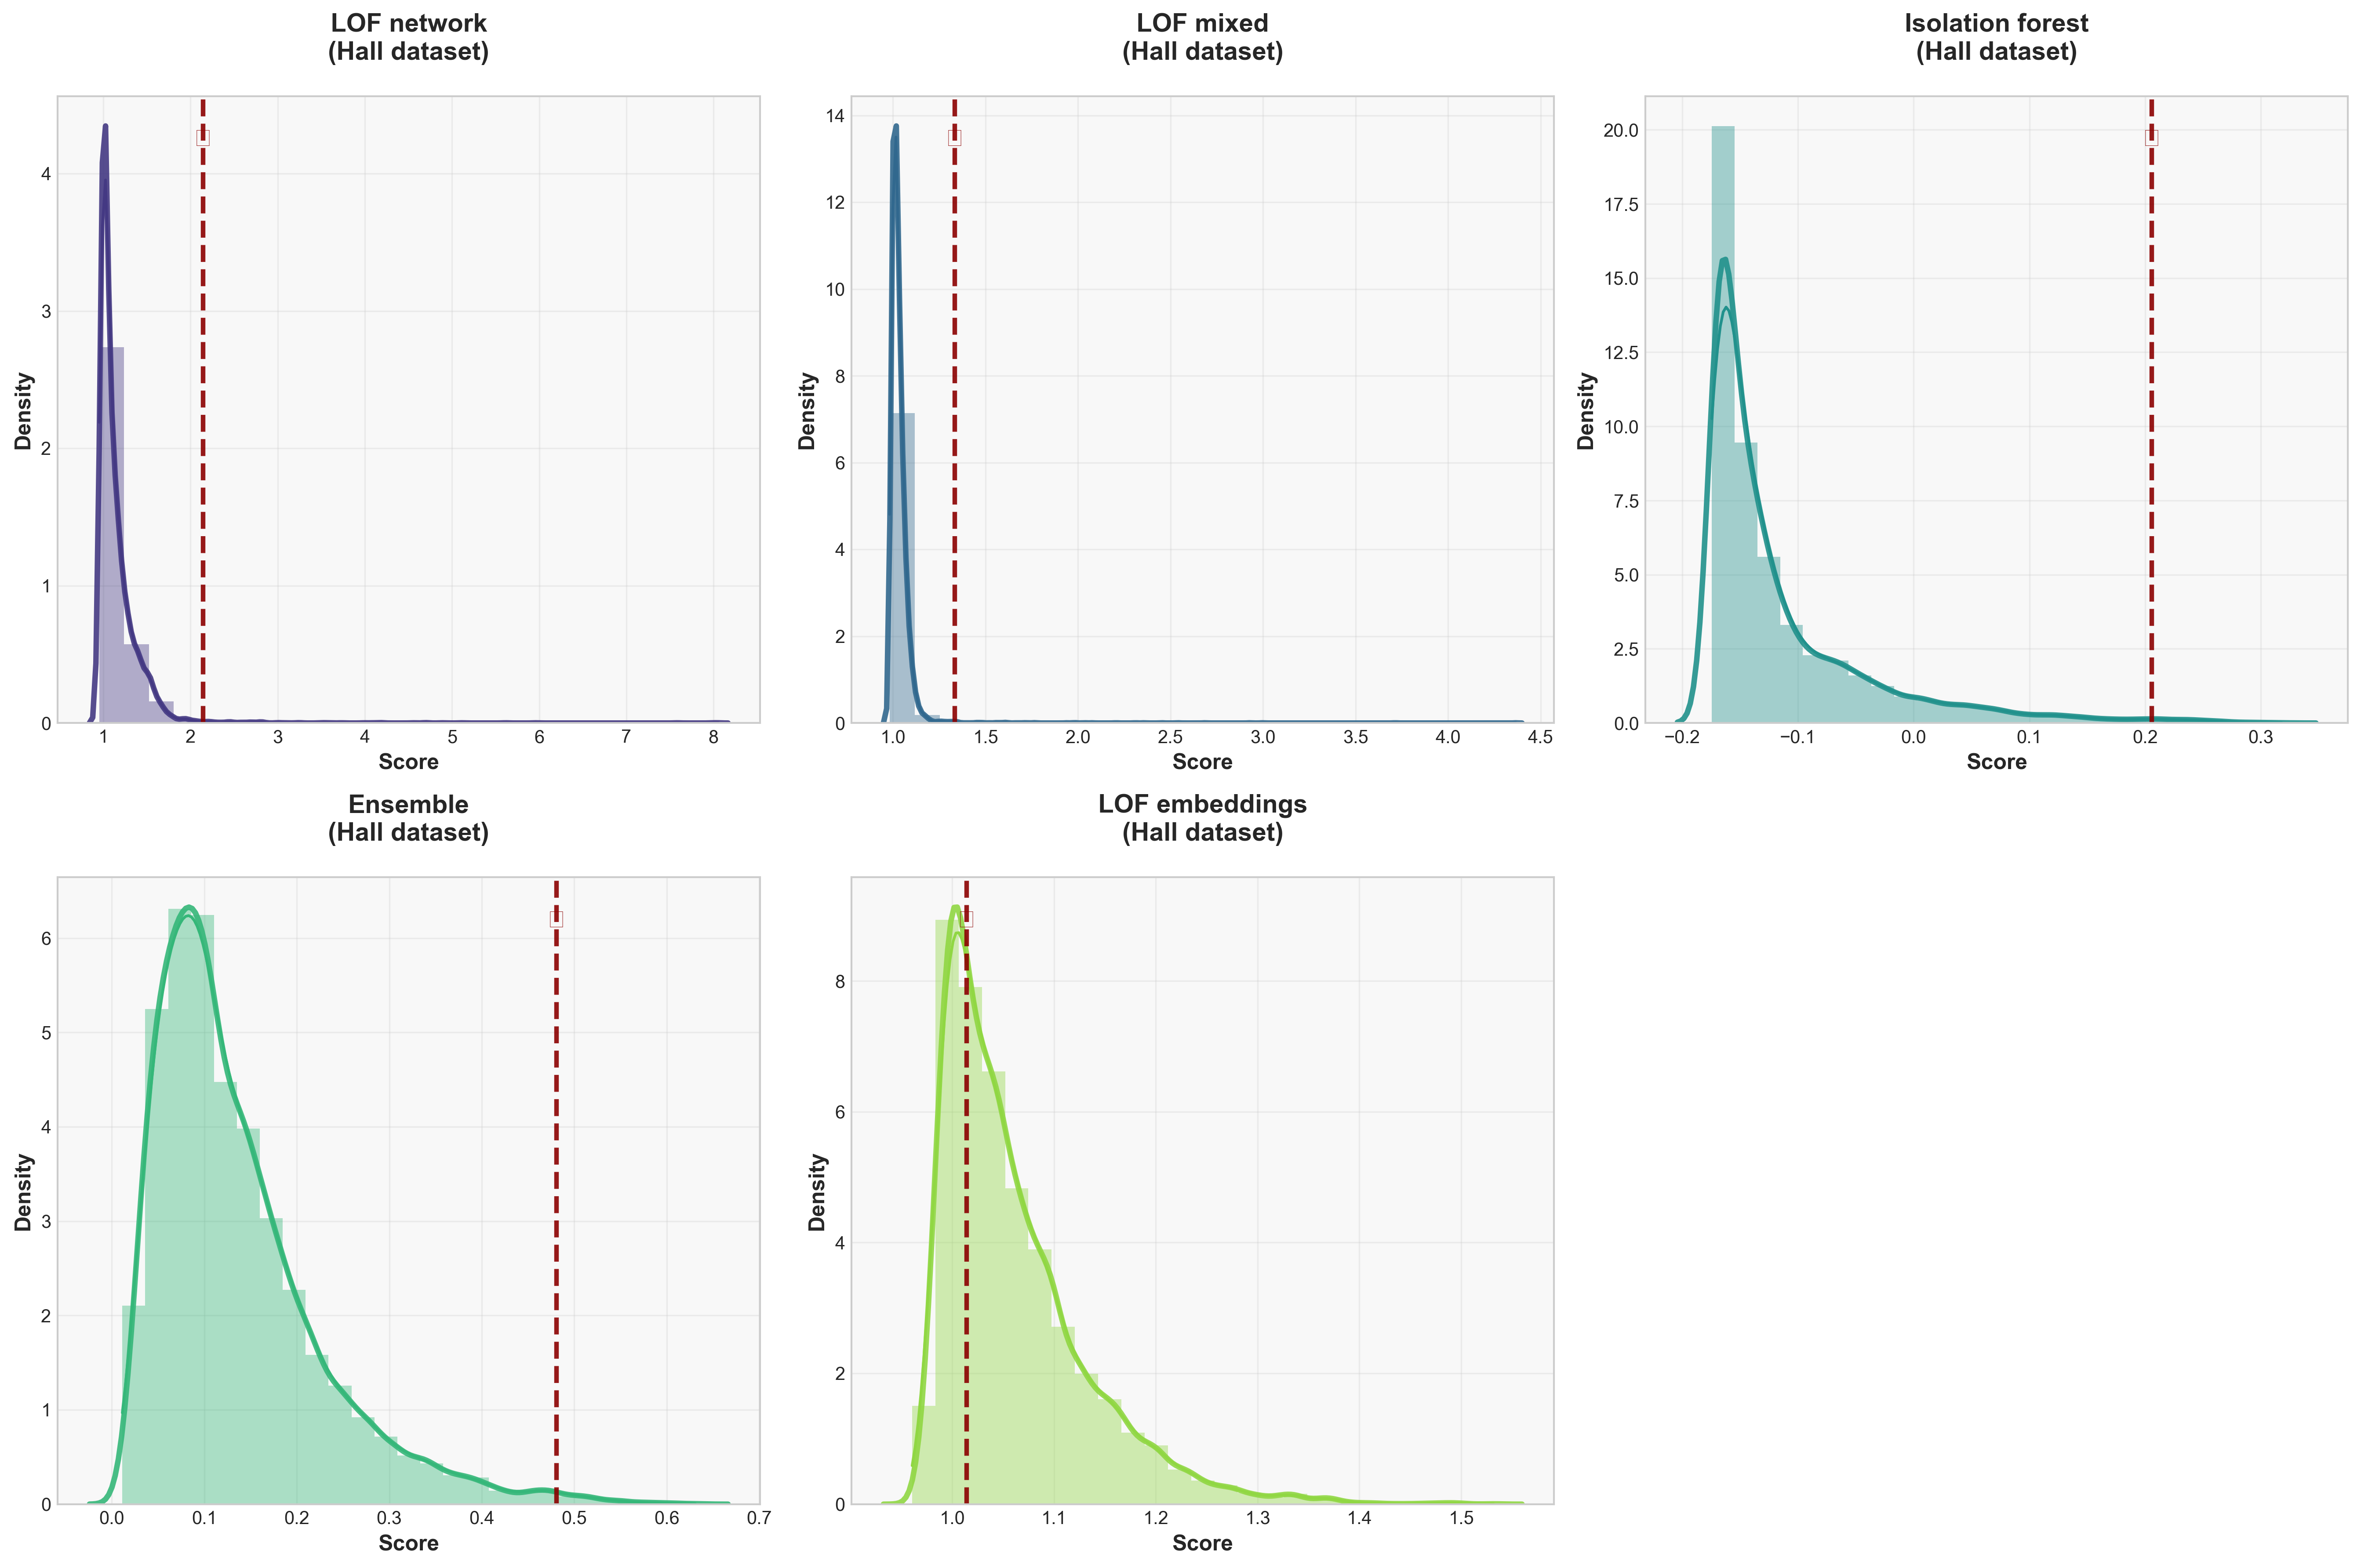 LOF network
(Hall dataset)
LOF mixed
(Hall dataset)
Isolation forest
(Hall dataset)
Density
4
3
2
1
0
1 2 3 4 5 6 7 8
Score
Density
14
12
10
8
6
4
2
0
1.0 1.5 2.0 2.5 3.0 3.5 4.0 4.5
Score
Density
20.0
17.5
15.0
12.5
10.0
7.5
5.0
2.5
0.0
−0.2 −0.1 0.0 0.1 0.2 0.3
Score
Ensemble
(Hall dataset)
LOF embeddings
(Hall dataset)
Density
6
5
4
3
2
1
0
0.0 0.1 0.2 0.3 0.4 0.5 0.6 0.7
Score
Density
8
6
4
2
0
1.0 1.1 1.2 1.3 1.4 1.5
Score